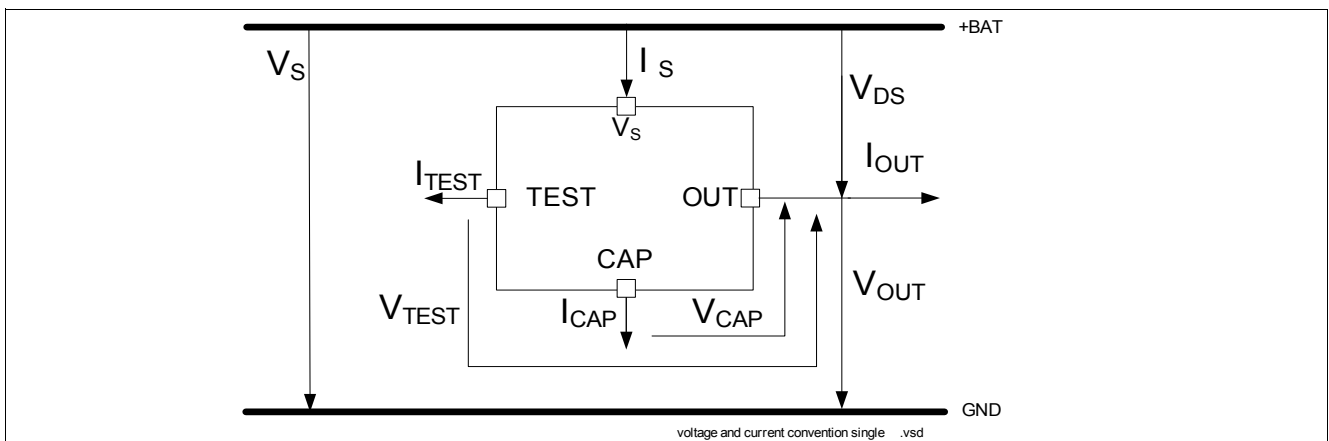 +BAT
VS
IS
VDS
VS
IOUT
ITEST
TEST
OUT
CAP
VOUT
VTEST
ICAP
VCAP
GND
voltage and current convention single .vsd